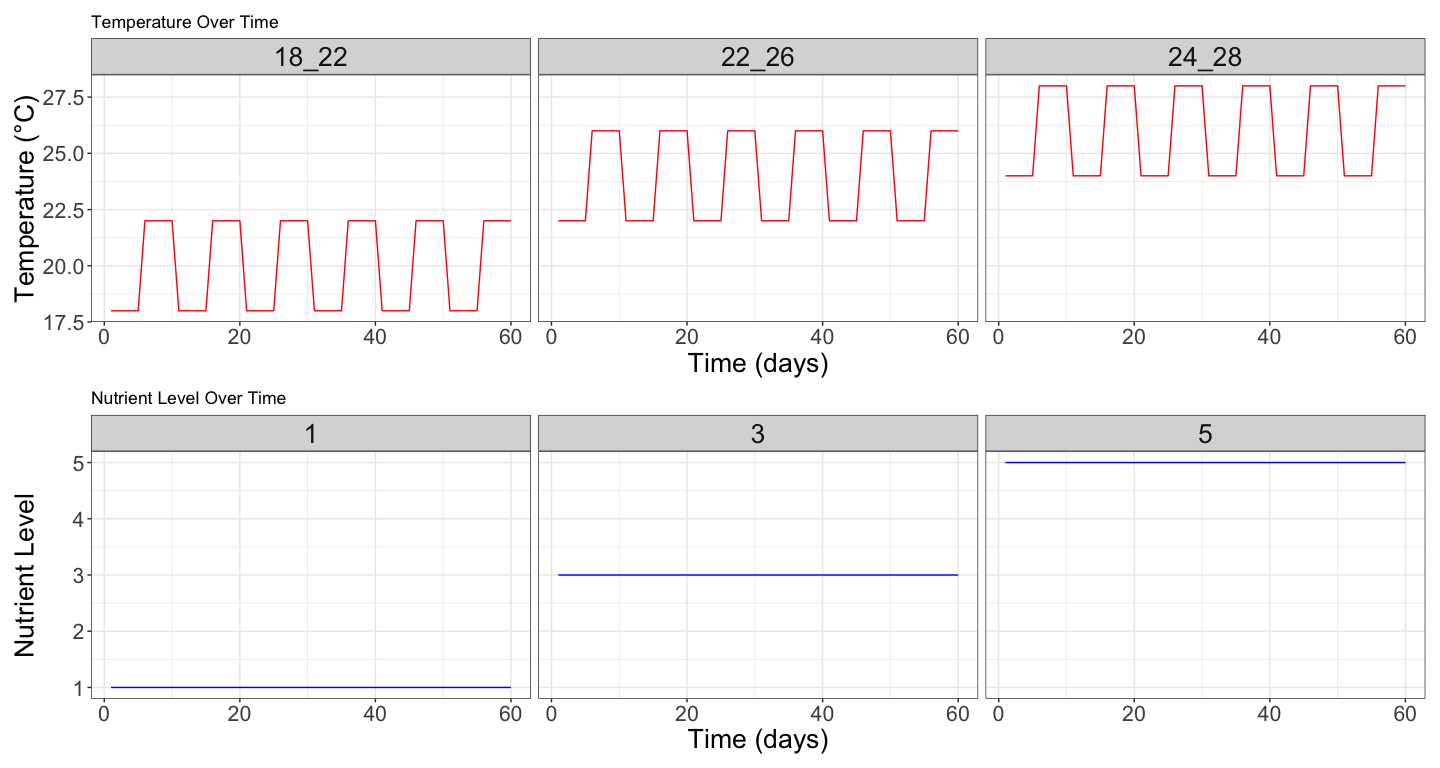 Temperature Over Time
18_22 22_26 24_28
Temperature (°C)
27.5
25.0
22.5
20.0
17.5
0 20 40 60 0 20 40 60 0 20 40 60
Time (days)
Nutrient Level Over Time
1 3 5
Nutrient Level
5
4
3
2
1
0 20 40 60 0 20 40 60 0 20 40 60
Time (days)